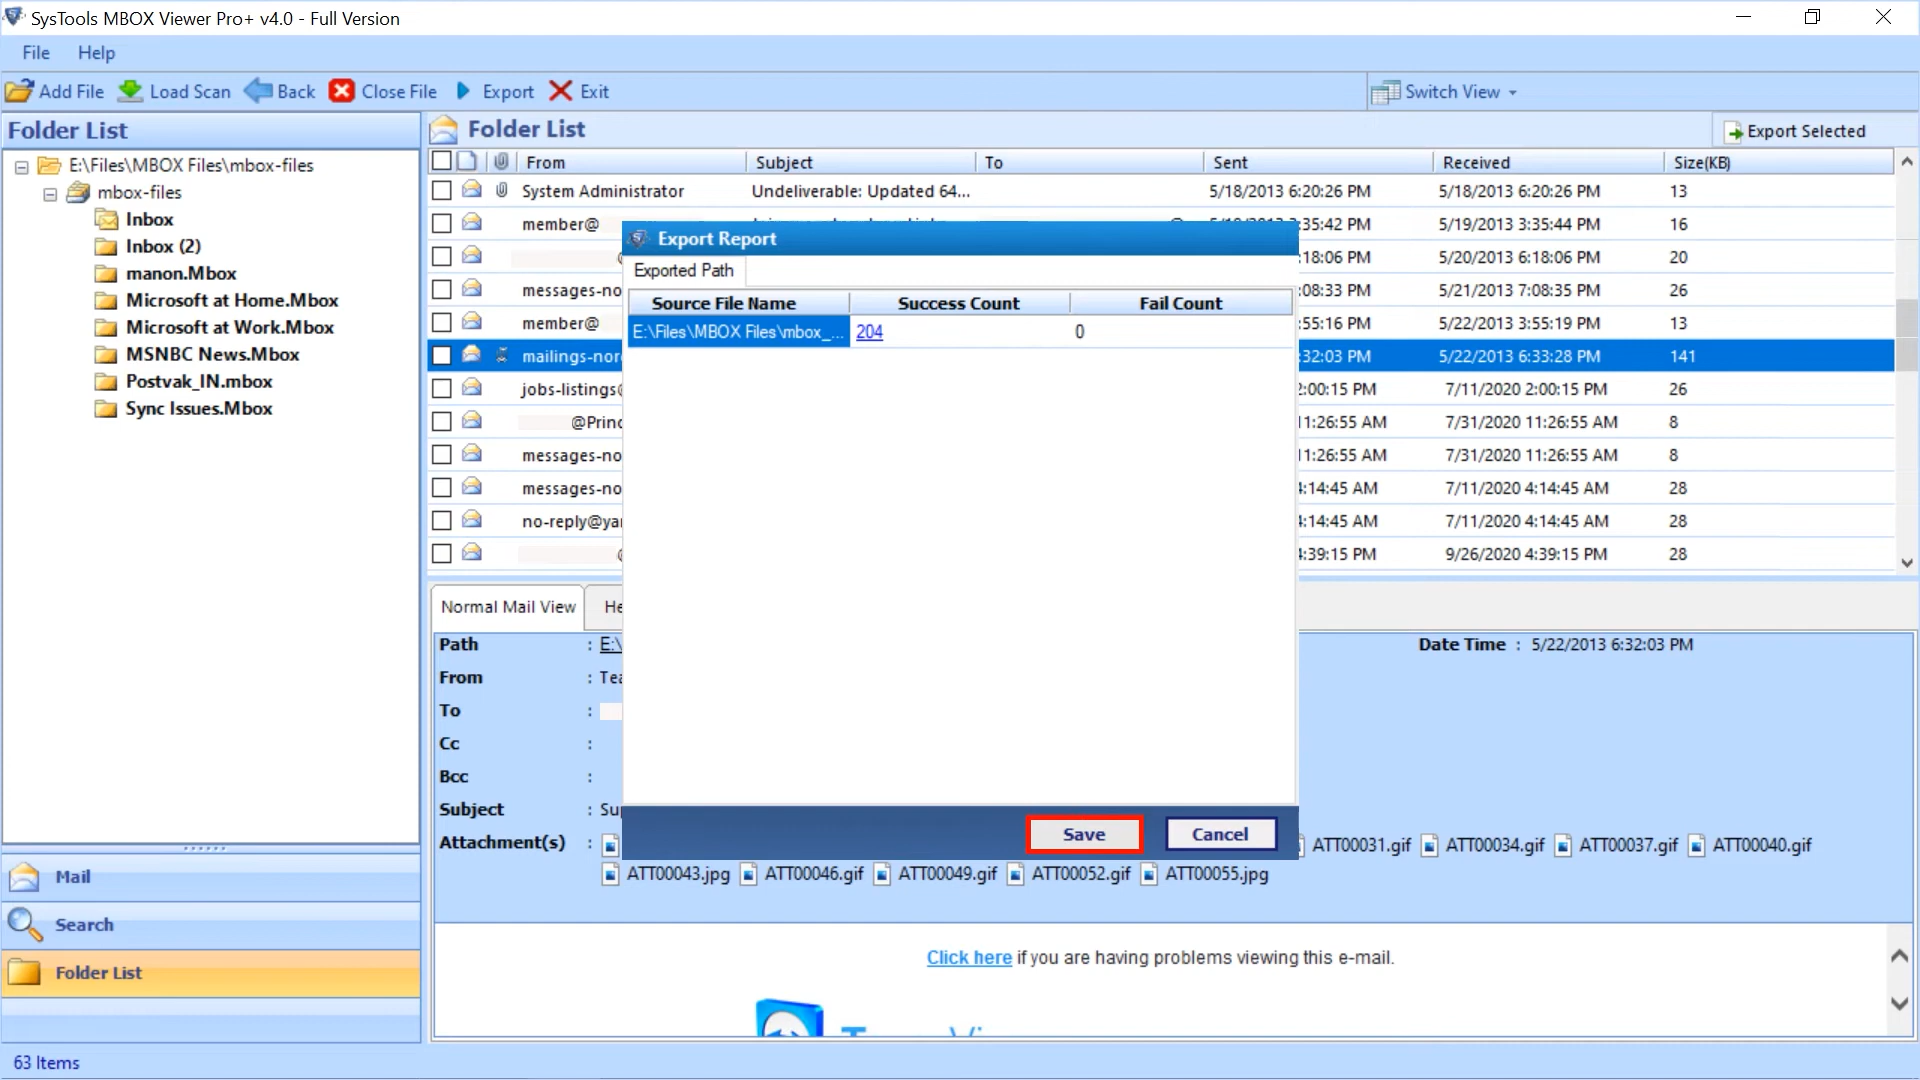 SysTools MBOX Viewer Pro+ v4.0 - Full Version
File Help
Add File Load Scan Back Close File Export Exit Switch View
Folder List
E:\Files\MBOX Files\mbox-files
mbox-files
Inbox
Inbox (2)
manon.Mbox
Microsoft at Home.Mbox
Microsoft at Work.Mbox
MSNBC News.Mbox
Postvak_IN.mbox
Sync Issues.Mbox
Mail
Search
Folder List
Folder List
Export Selected
From Subject To Sent Received Size(KB)
System Administrator Undeliverable: Updated 64... 5/18/2013 6:20:26 PM 5/18/2013 6:20:26 PM 13
member@ :35:42 PM 5/19/2013 3:35:44 PM 16
:18:06 PM 5/20/2013 6:18:06 PM 20
messages-no :08:33 PM 5/21/2013 7:08:35 PM 26
member@ :55:16 PM 5/22/2013 3:55:19 PM 13
mailings-nor :32:03 PM 5/22/2013 6:33:28 PM 141
jobs-listings@ :00:15 PM 7/11/2020 2:00:15 PM 26
@Princ 11:26:55 AM 7/31/2020 11:26:55 AM 8
messages-no 11:26:55 AM 7/31/2020 11:26:55 AM 8
messages-no :14:45 AM 7/11/2020 4:14:45 AM 28
no-reply@ya :14:45 AM 7/11/2020 4:14:45 AM 28
:39:15 PM 9/26/2020 4:39:15 PM 28
Export Report
Exported Path
Source File Name Success Count Fail Count
E:\Files\MBOX Files\mbox_... 204 0
Save Cancel
Normal Mail View He
Path : E:\
Date Time : 5/22/2013 6:32:03 PM
From : Tea
To :
Cc :
Bcc :
Subject : Su
Attachment(s) : ATT00031.gif ATT00034.gif ATT00037.gif ATT00040.gif
ATT00043.jpg ATT00046.gif ATT00049.gif ATT00052.gif ATT00055.jpg
Click here if you are having problems viewing this e-mail.
63 Items